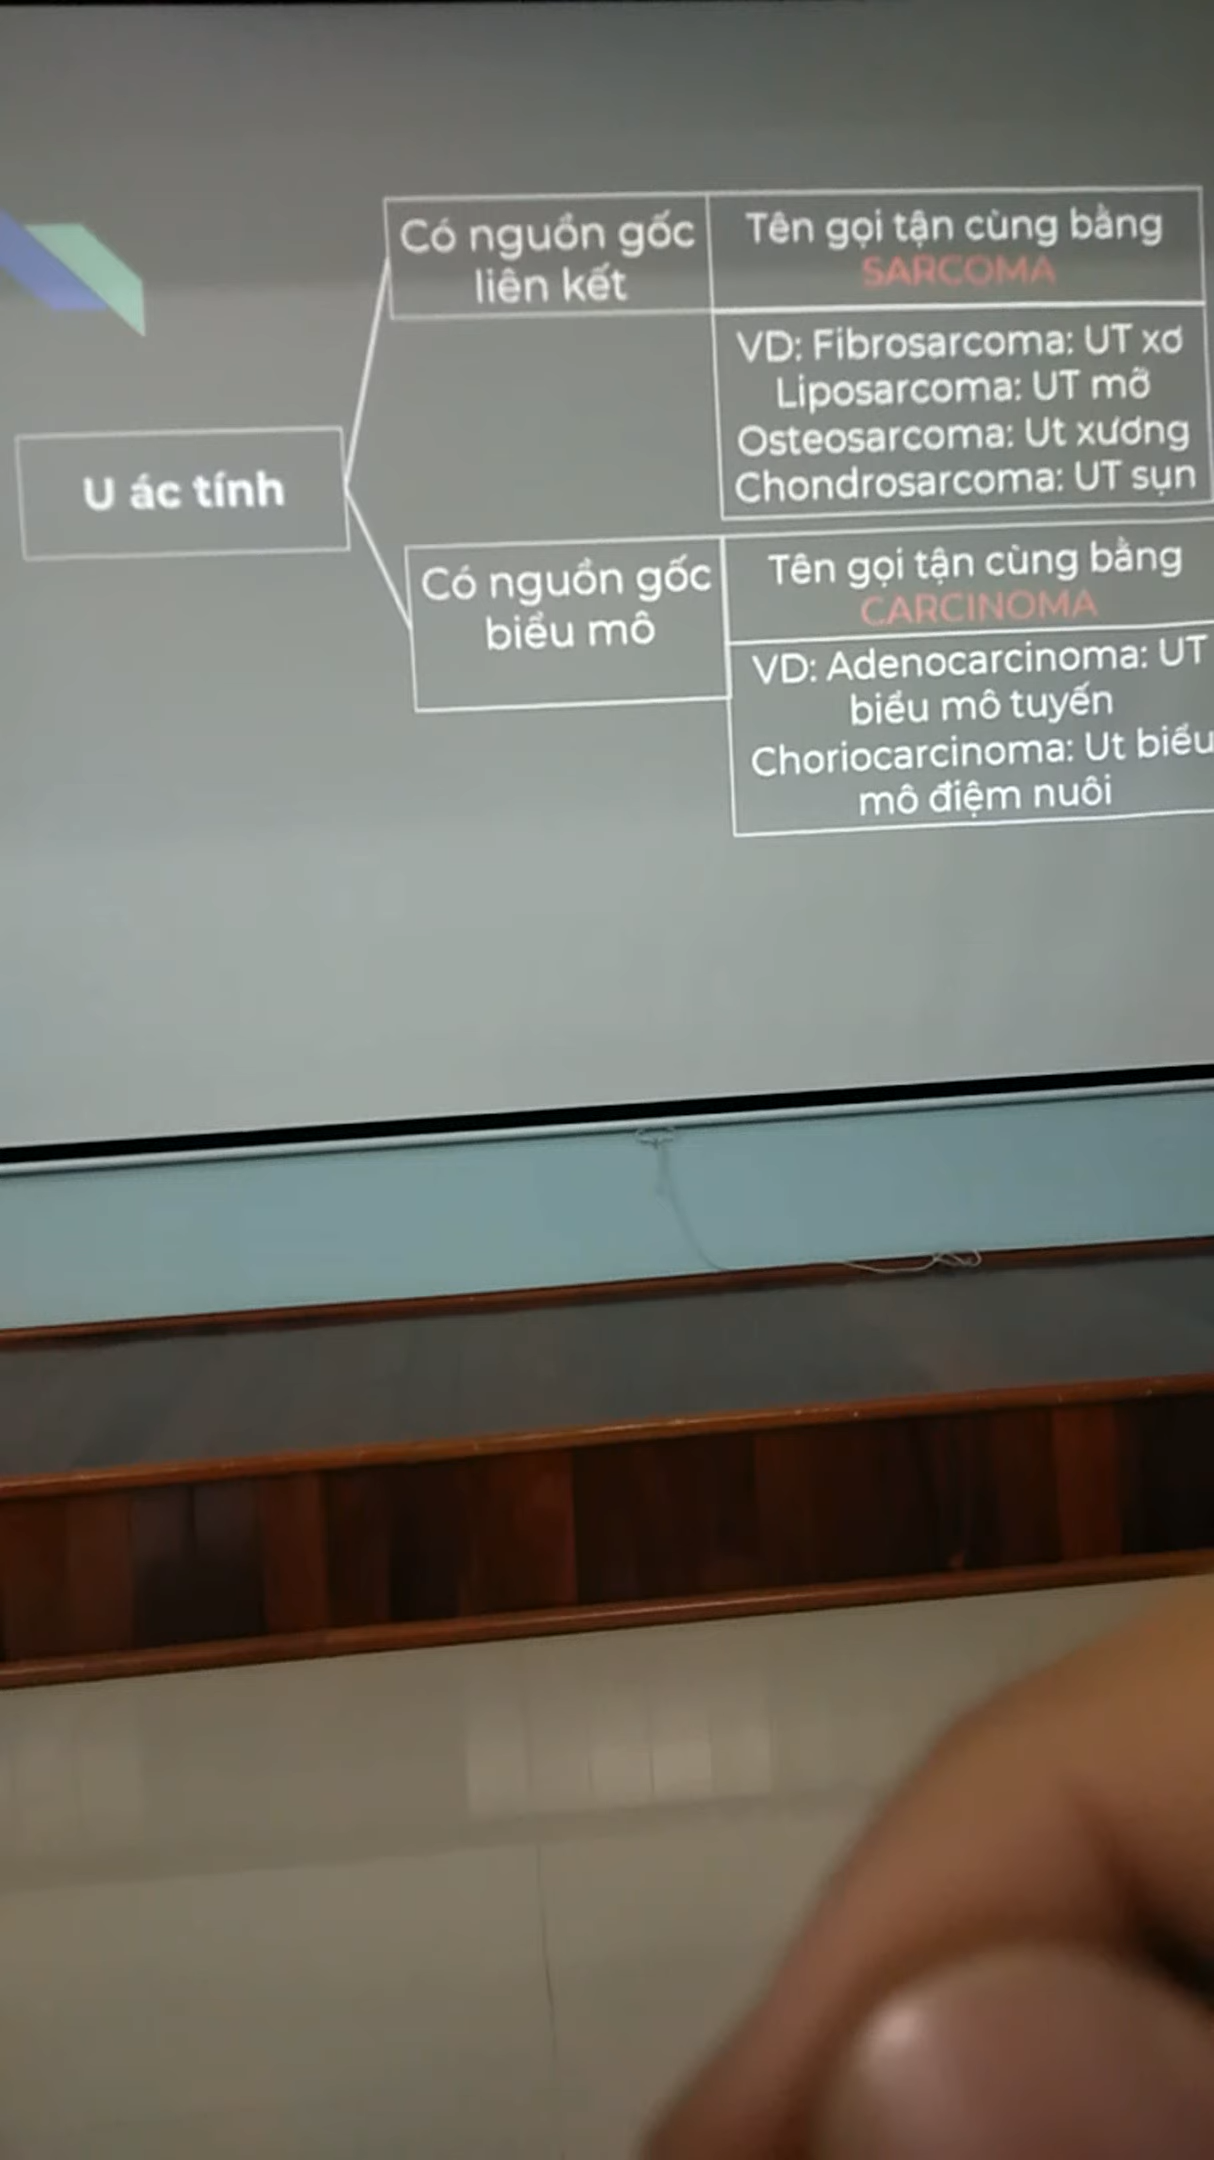 U ác tính
Có nguồn gốc
liên kết
Tên gọi tận cùng bằng
SARCOMA
VD: Fibrosarcoma: UT xơ
Liposarcoma: UT mỡ
Osteosarcoma: Ut xương
Chondrosarcoma: UT sụn
Có nguồn gốc
biểu mô
Tên gọi tận cùng bằng
CARCINOMA
VD: Adenocarcinoma: UT
biểu mô tuyến
Choriocarcinoma: Ut biểu
mô điệm nuôi